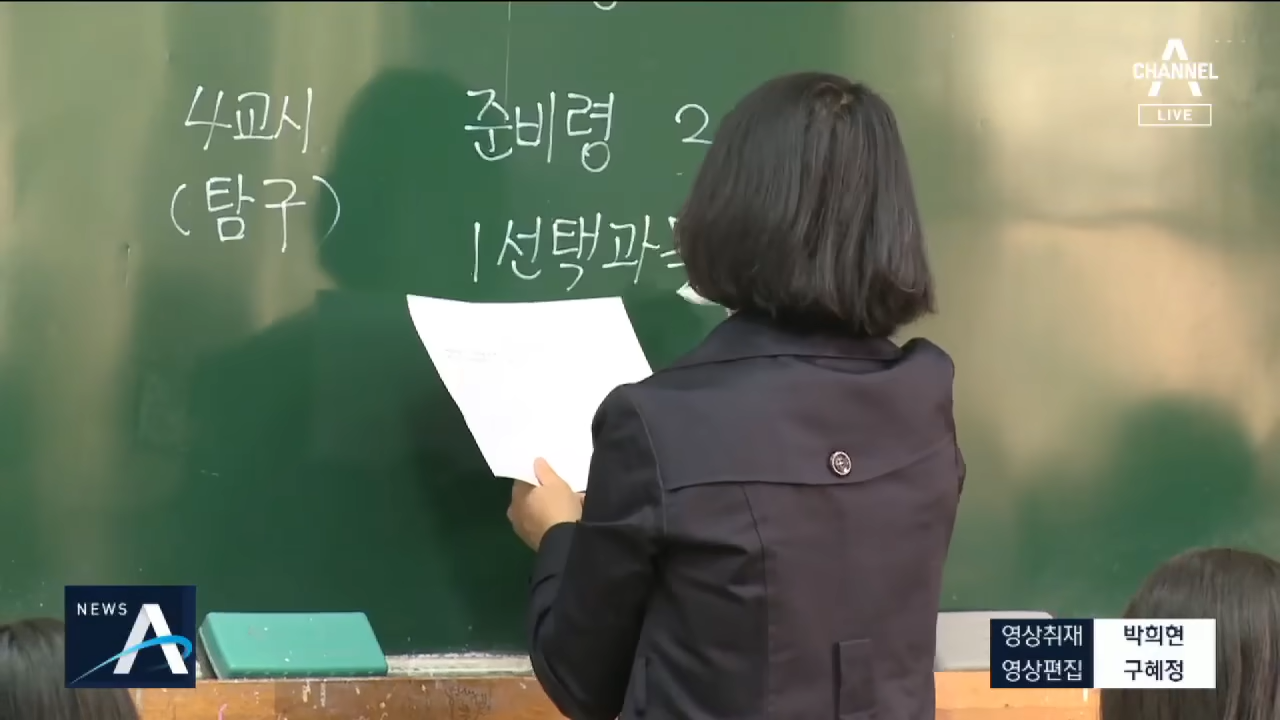 4교시
(탐구)
준비령 2
1선택과
CHANNEL
LIVE
NEWS A
영상취재 박희현
영상편집 구혜정